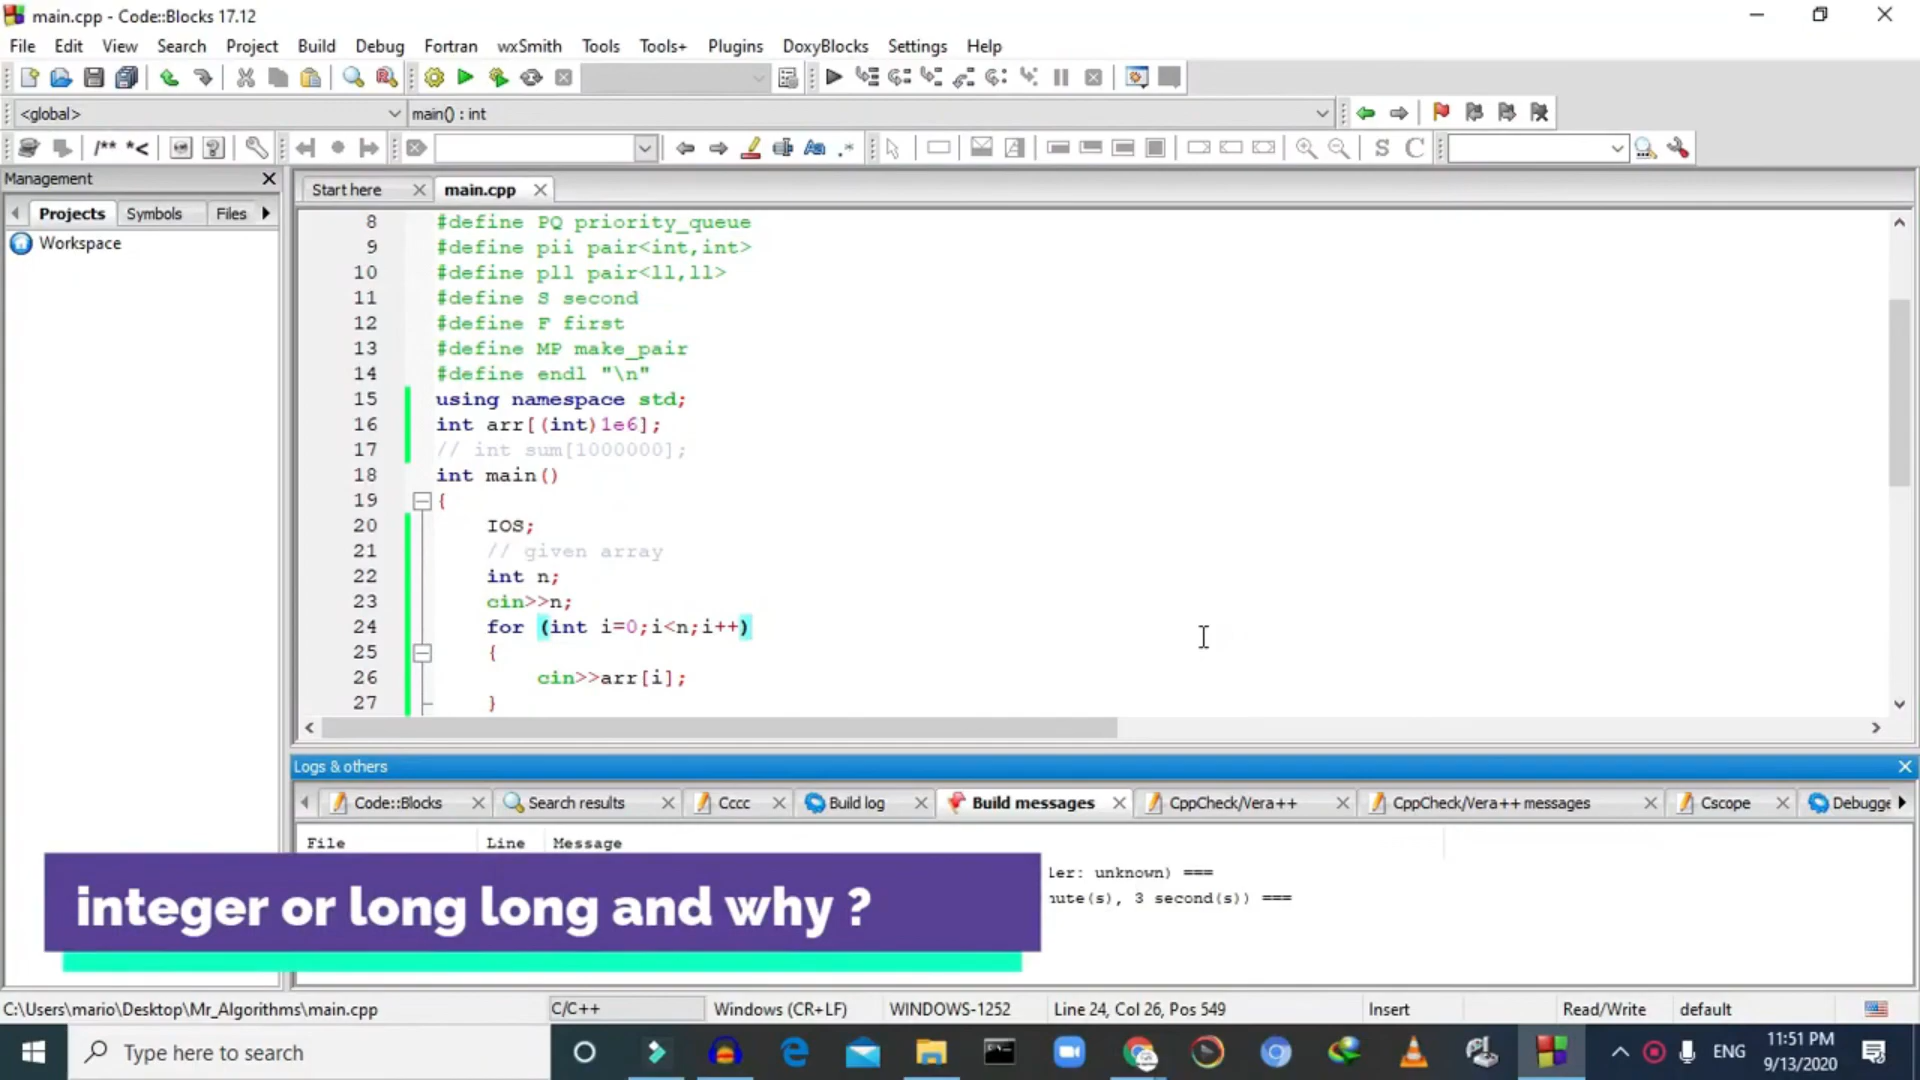 main.cpp - Code::Blocks 17.12
File Edit View Search Project Build Debug Fortran wxSmith Tools Tools+ Plugins DoxyBlocks Settings Help
<global> main() : int
/** *<
S C
Management
Projects Symbols Files
Workspace
Start here main.cpp
8 #define PQ priority_queue
9 #define pii pair<int,int>
10 #define pll pair<ll,ll>
11 #define S second
12 #define F first
13 #define MP make_pair
14 #define endl "\n"
15 using namespace std;
16 int arr[(int)1e6];
17 // int sum[1000000];
18 int main()
19 {
20 IOS;
21 // given array
22 int n;
23 cin>>n;
24 for (int i=0;i<n;i++)
25 {
26 cin>>arr[i];
27 }
Logs & others
Code::Blocks Search results Cccc Build log Build messages CppCheck/Vera++ CppCheck/Vera++ messages Cscope Debugge
File Line Message
ler: unknown) ===
nute(s), 3 second(s)) ===
integer or long long and why ?
C:\Users\mario\Desktop\Mr_Algorithms\main.cpp C/C++ Windows (CR+LF) WINDOWS-1252 Line 24, Col 26, Pos 549 Insert Read/Write default
Type here to search ENG 11:51 PM
9/13/2020